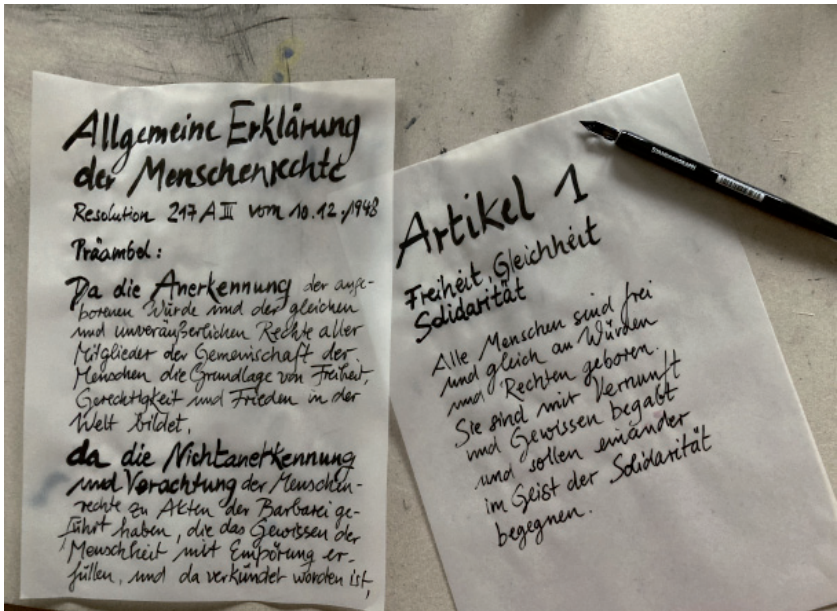 Allgemeine Erklärung
der Menschenrechte
Resolution 217 A III vom 10.12.1948
Präambel:
Da die Anerkennung der ange-
borenen Würde und der gleichen
und unveräußerlichen Rechte aller
Mitglieder der Gemeinschaft der
Menschen die Grundlage von Freiheit,
Gerechtigkeit und Frieden in der
Welt bildet,
da die Nichtanerkennung
und Verachtung der Menschen-
rechte zu Akten der Barbarei ge-
führt haben, die das Gewissen der
Menschheit mit Empörung er-
füllen, und da verkündet worden ist,
Artikel 1
Freiheit, Gleichheit
Solidarität
Alle Menschen sind frei
und gleich an Würden
und Rechten geboren.
Sie sind mit Vernunft
und Gewissen begabt
und sollen einander
im Geist der Solidarität
begegnen.